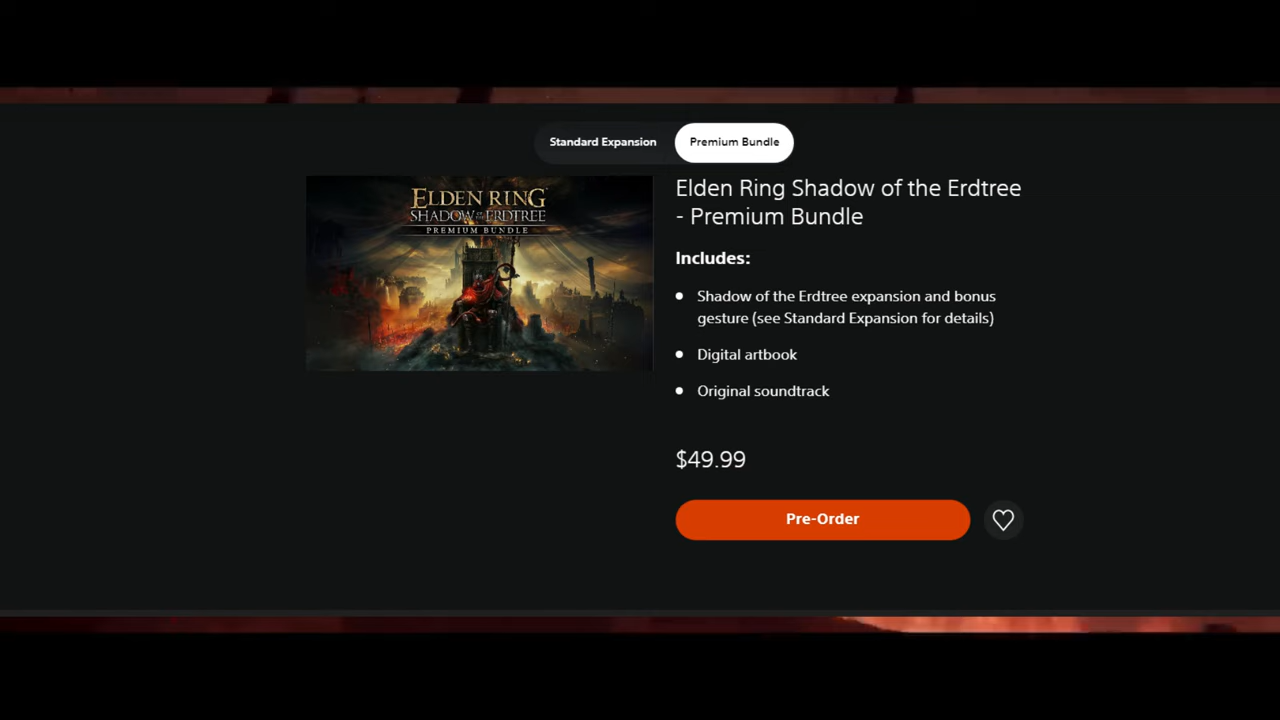 Standard Expansion
Premium Bundle
ELDEN RING
SHADOW OF THE ERDTREE
PREMIUM BUNDLE
Elden Ring Shadow of the Erdtree
- Premium Bundle
Includes:
• Shadow of the Erdtree expansion and bonus
gesture (see Standard Expansion for details)
• Digital artbook
• Original soundtrack
$49.99
Pre-Order